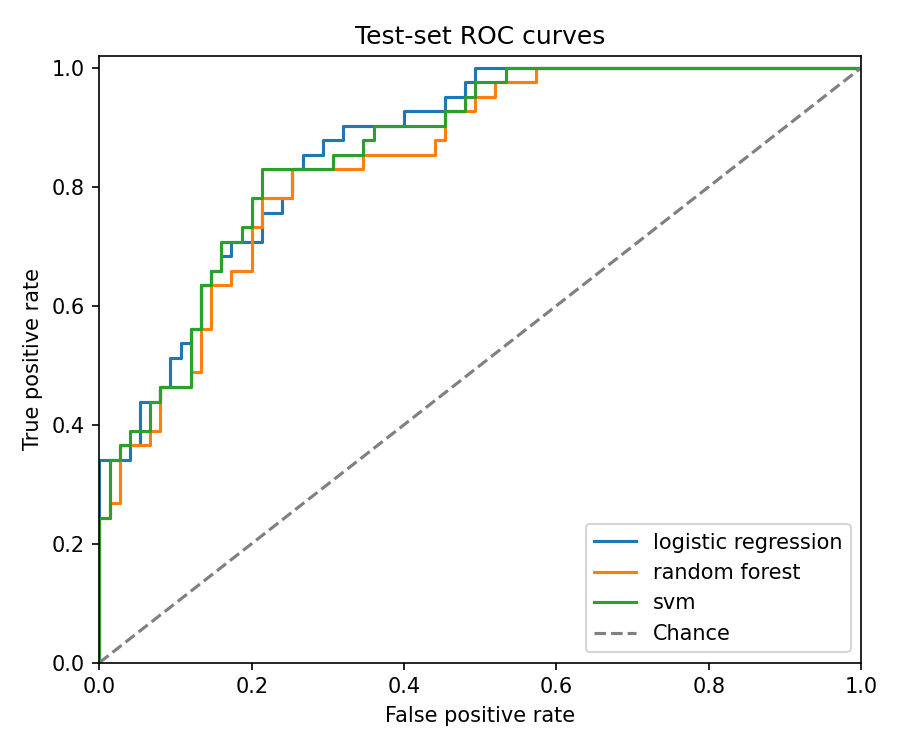 Test-set ROC curves
True positive rate
1.0
0.8
0.6
0.4
0.2
0.0
0.0 0.2 0.4 0.6 0.8 1.0
False positive rate
logistic regression
random forest
svm
Chance